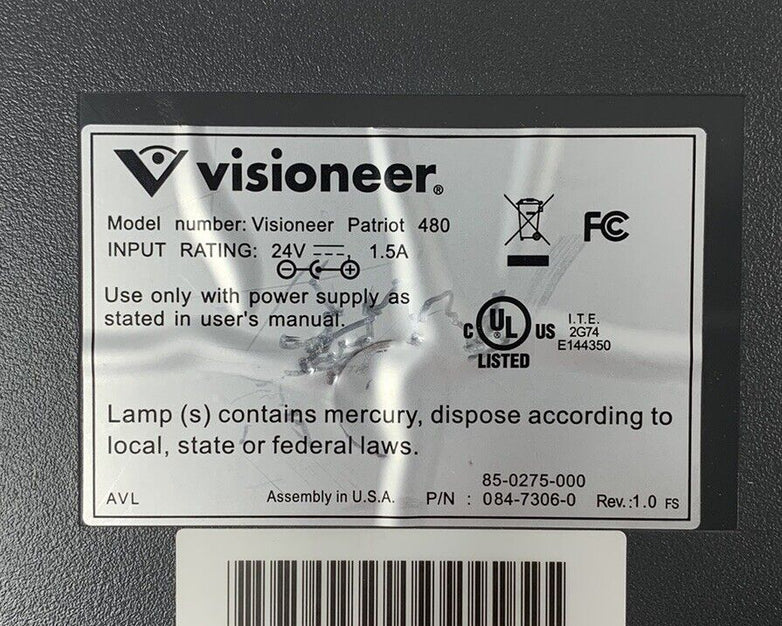 visioneer®
Model number: Visioneer Patriot 480
INPUT RATING: 24V ⎓, 1.5A
Use only with power supply as
stated in user's manual.
FC
C UL® US
LISTED
I.T.E.
2G74
E144350
Lamp (s) contains mercury, dispose according to
local, state or federal laws.
85-0275-000
AVL Assembly in U.S.A. P/N : 084-7306-0 Rev.:1.0 FS